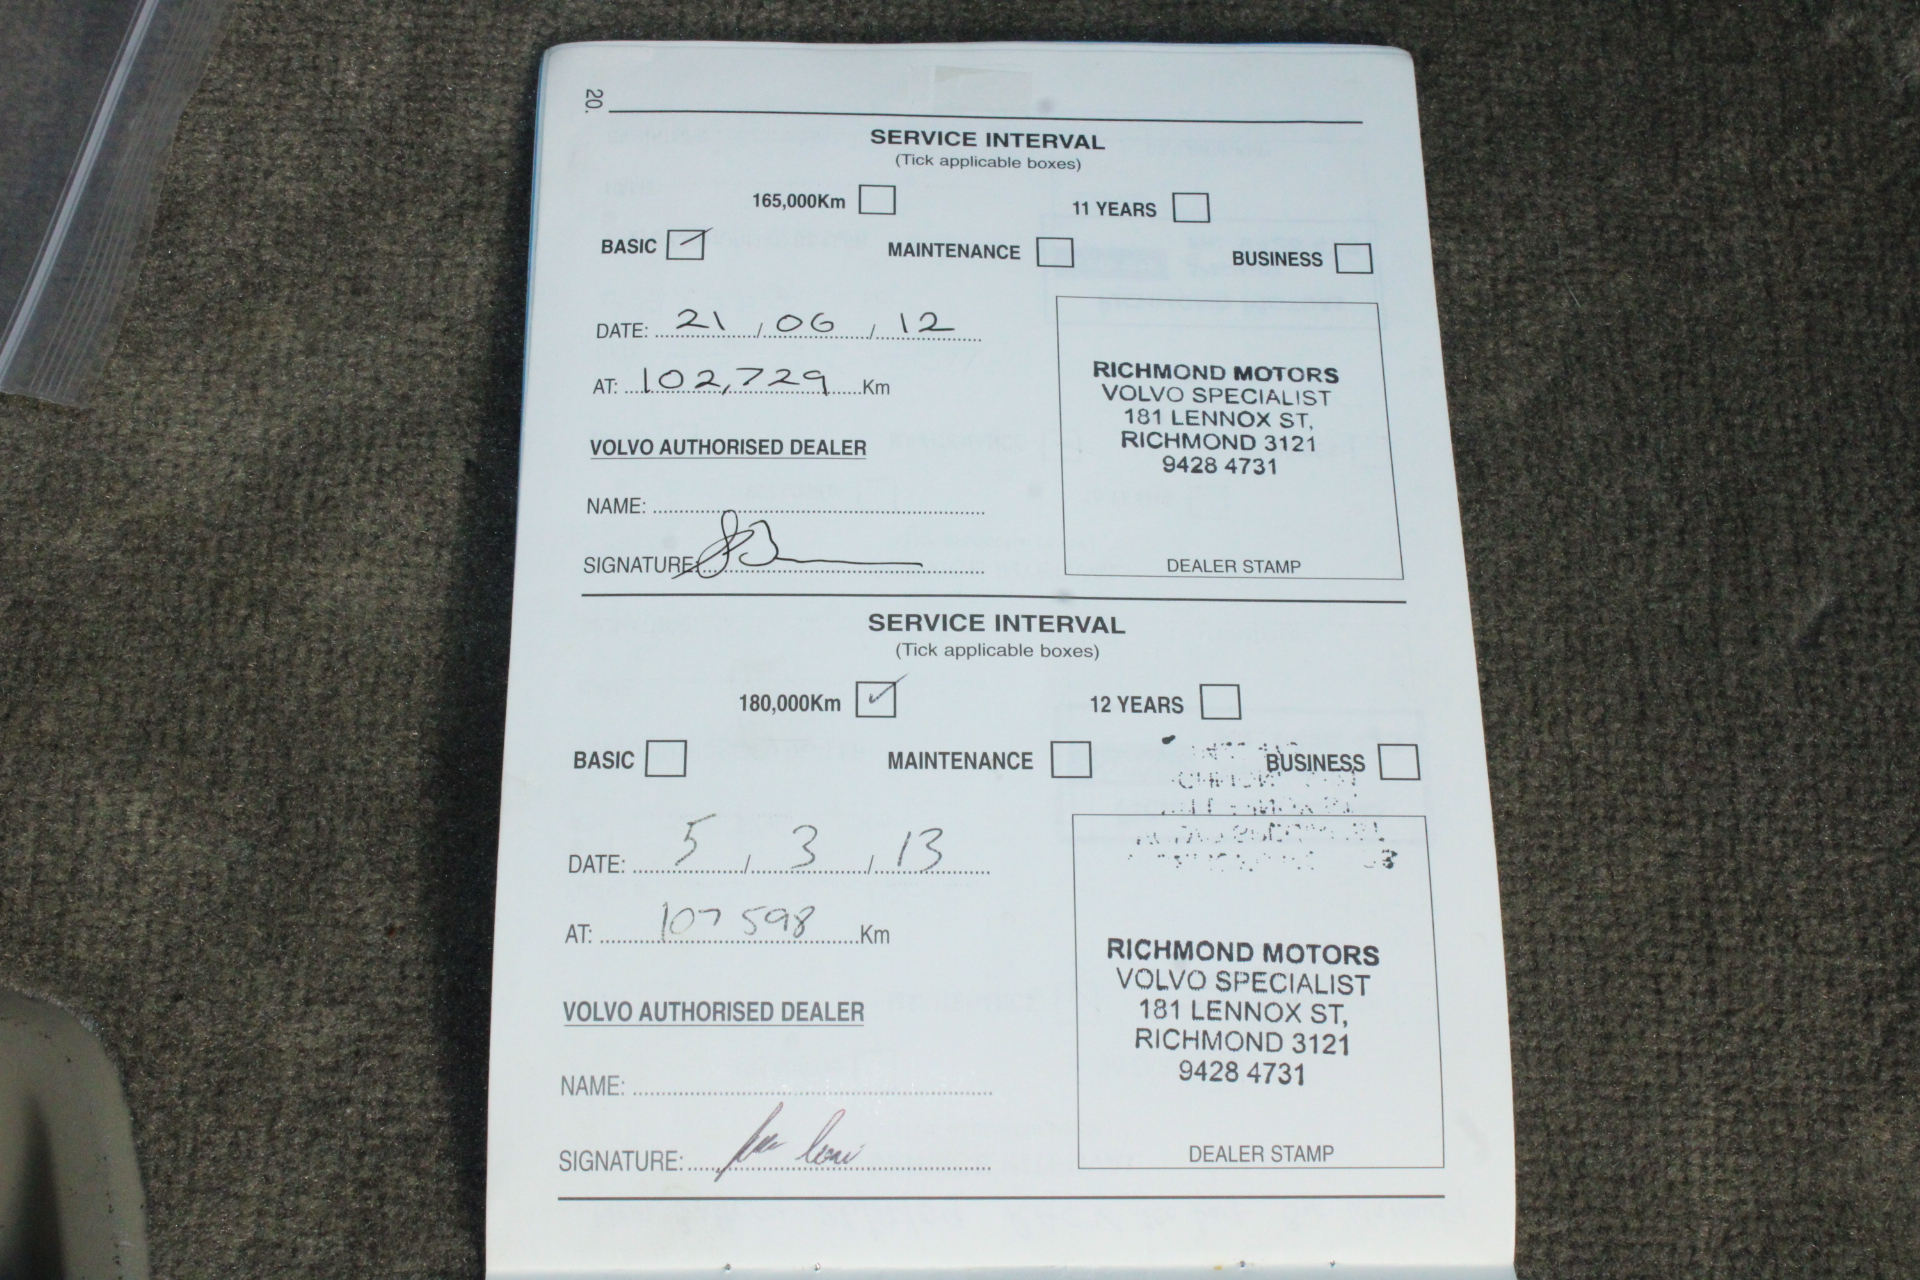 20.
SERVICE INTERVAL
(Tick applicable boxes)
165,000Km 11 YEARS
BASIC MAINTENANCE BUSINESS
DATE: 21 / 06 / 12
AT: 102,729 Km
VOLVO AUTHORISED DEALER
NAME:
SIGNATURE:
RICHMOND MOTORS
VOLVO SPECIALIST
181 LENNOX ST,
RICHMOND 3121
9428 4731
DEALER STAMP
SERVICE INTERVAL
(Tick applicable boxes)
180,000Km 12 YEARS
BASIC MAINTENANCE BUSINESS
DATE: 5 / 3 / 13
AT: 107 598 Km
VOLVO AUTHORISED DEALER
NAME:
SIGNATURE:
RICHMOND MOTORS
VOLVO SPECIALIST
181 LENNOX ST,
RICHMOND 3121
9428 4731
DEALER STAMP